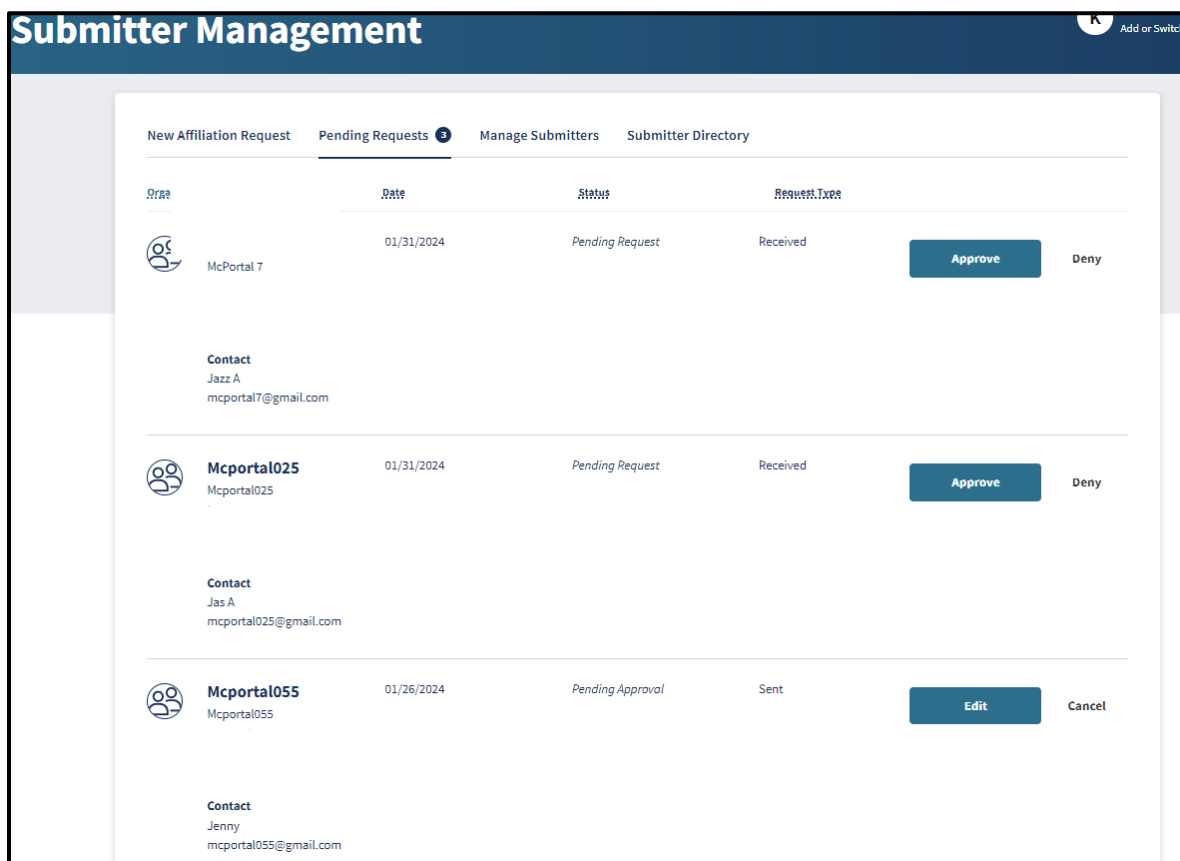 Submitter Management
K
Add or Switch
New Affiliation Request Pending Requests 3 Manage Submitters Submitter Directory
Orga Date Status Request Type
01/31/2024 Pending Request Received
McPortal 7 Approve Deny
Contact
Jazz A
mcportal7@gmail.com
Mcportal025 01/31/2024 Pending Request Received
Mcportal025 Approve Deny
Contact
Jas A
mcportal025@gmail.com
Mcportal055 01/26/2024 Pending Approval Sent
Mcportal055 Edit Cancel
Contact
Jenny
mcportal055@gmail.com